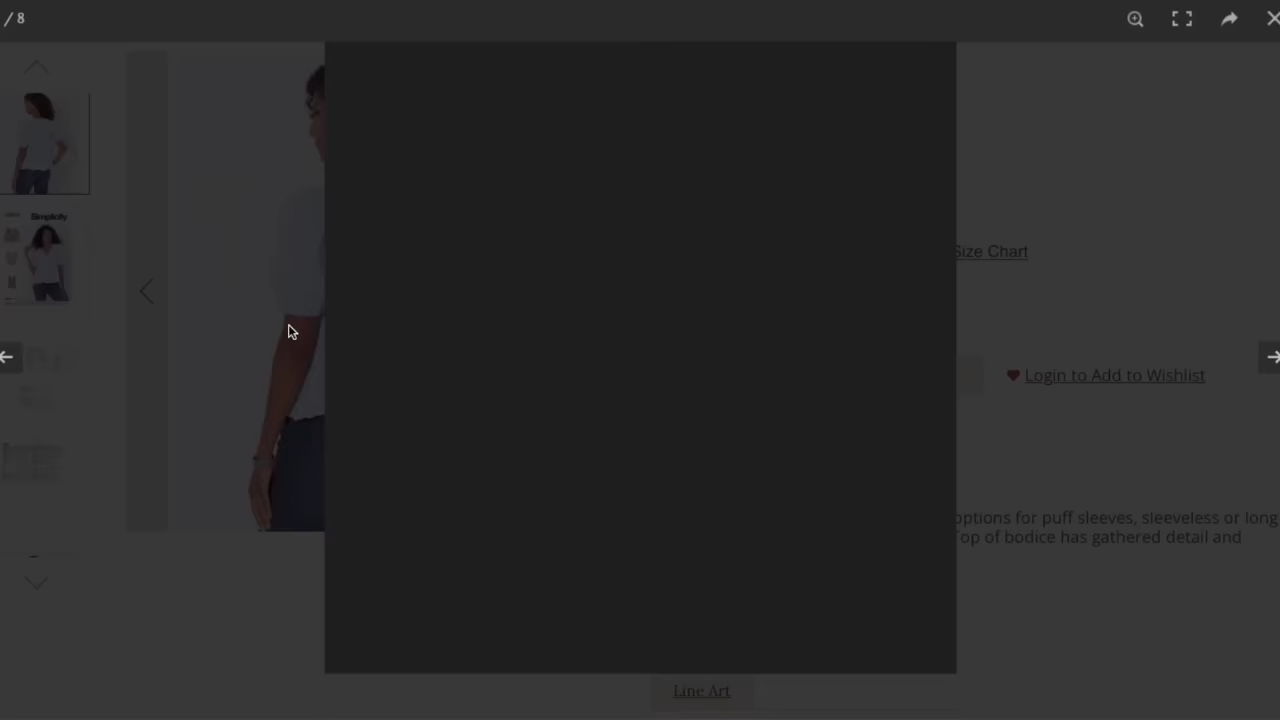 / 8
Simplicity
Size Chart
Login to Add to Wishlist
options for puff sleeves, sleeveless or long
Top of bodice has gathered detail and
Line Art